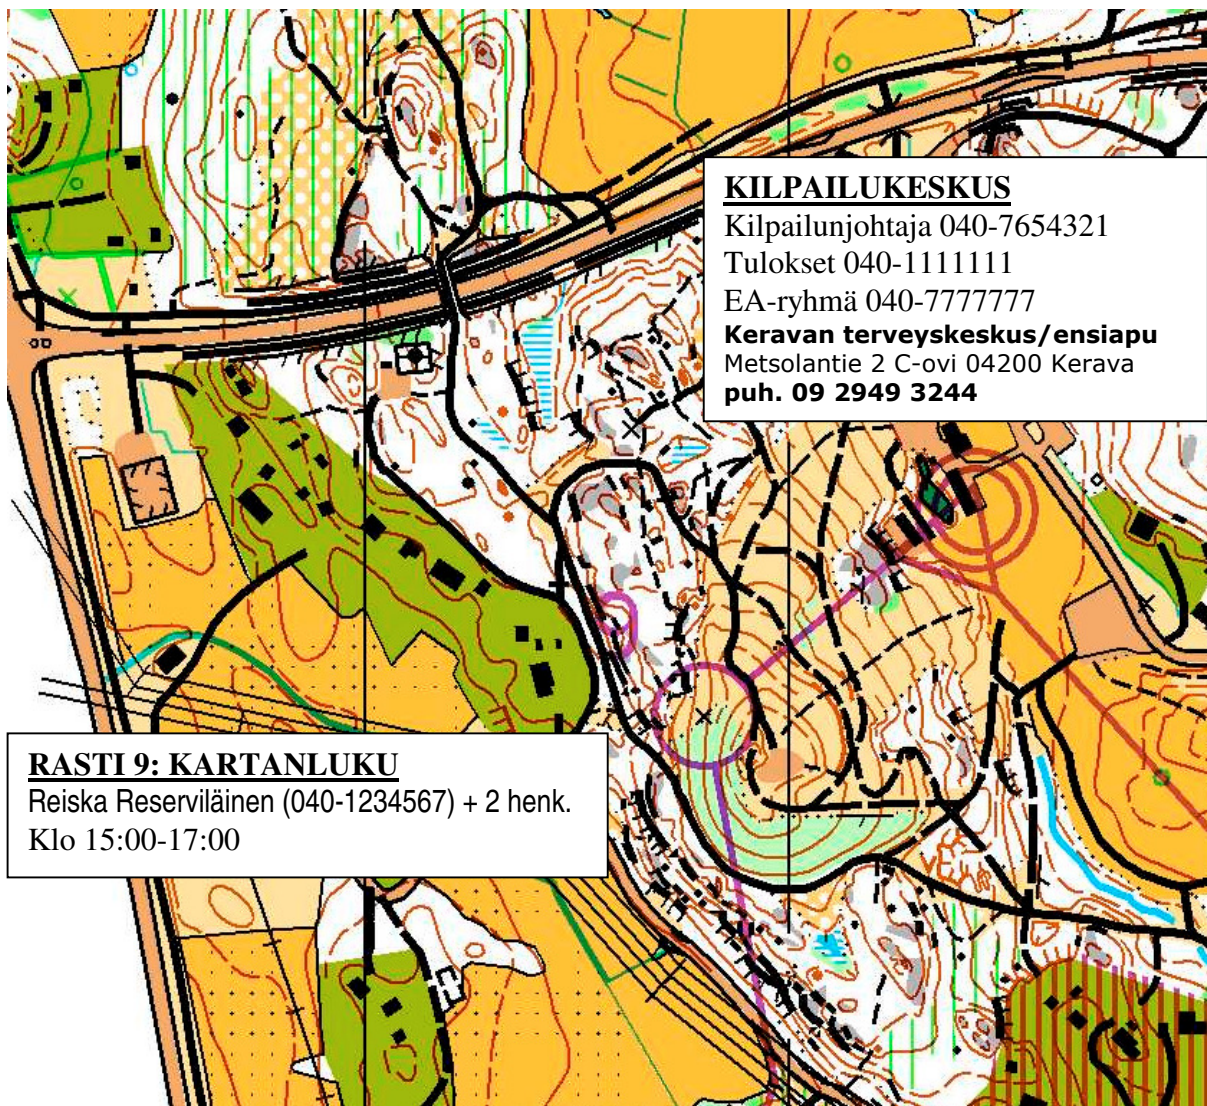 KILPAILUKESKUS
Kilpailunjohtaja 040-7654321
Tulokset 040-1111111
EA-ryhmä 040-7777777
Keravan terveyskeskus/ensiapu
Metsolantie 2 C-ovi 04200 Kerava
puh. 09 2949 3244
RASTI 9: KARTANLUKU
Reiska Reserviläinen (040-1234567) + 2 henk.
Klo 15:00-17:00